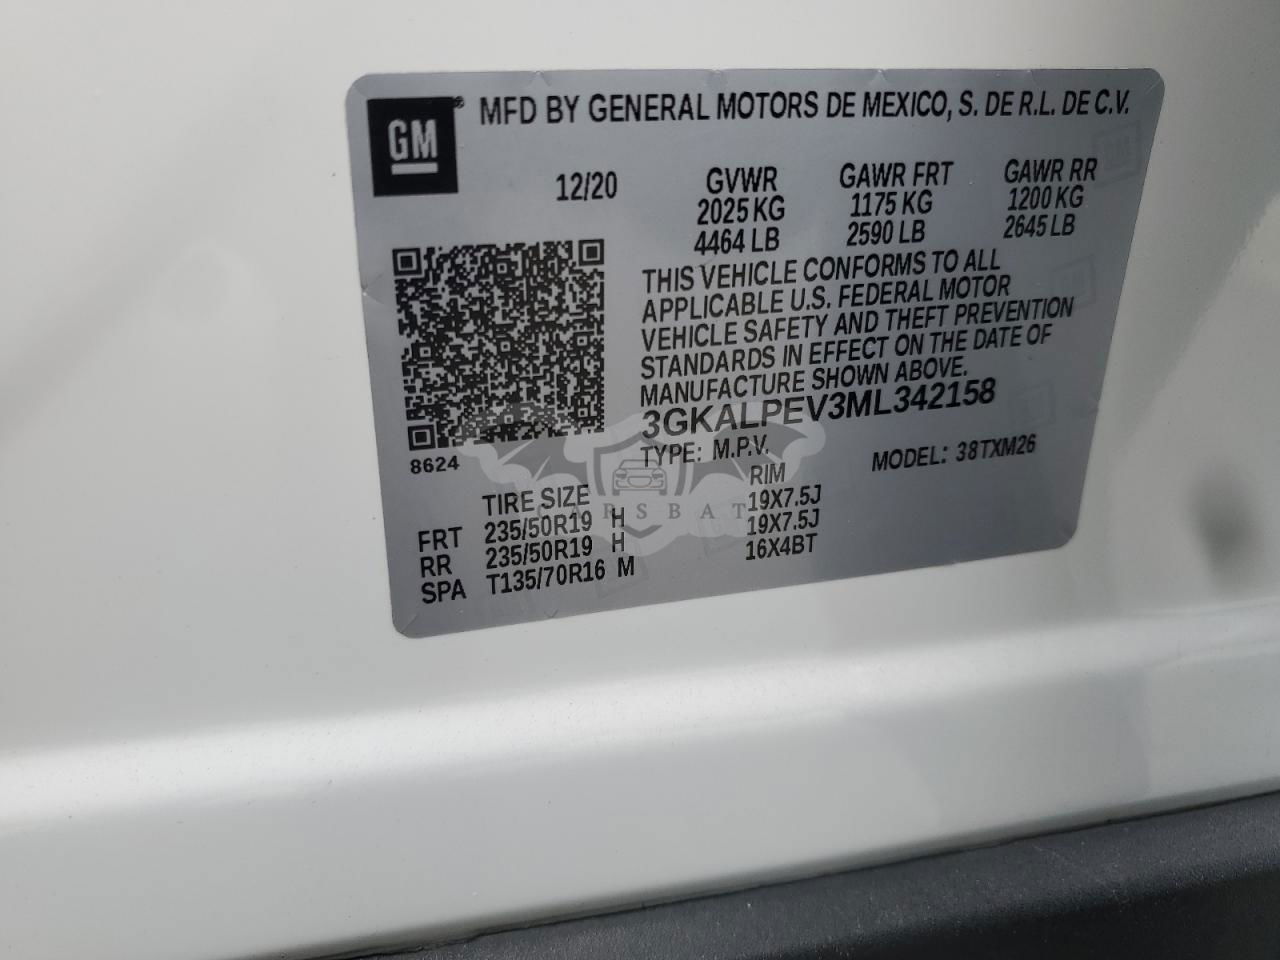 GM® MFD BY GENERAL MOTORS DE MEXICO, S. DE R.L. DE C.V.
12/20 GVWR GAWR FRT GAWR RR
2025 KG 1175 KG 1200 KG
4464 LB 2590 LB 2645 LB
THIS VEHICLE CONFORMS TO ALL
APPLICABLE U.S. FEDERAL MOTOR
VEHICLE SAFETY AND THEFT PREVENTION
STANDARDS IN EFFECT ON THE DATE OF
MANUFACTURE SHOWN ABOVE.
3GKALPEV3ML342158
8624
TYPE: M.P.V. MODEL: 38TXM26
TIRE SIZE RIM
FRT 235/50R19 H 19X7.5J
RR 235/50R19 H 19X7.5J
SPA T135/70R16 M 16X4BT
CARSBAT